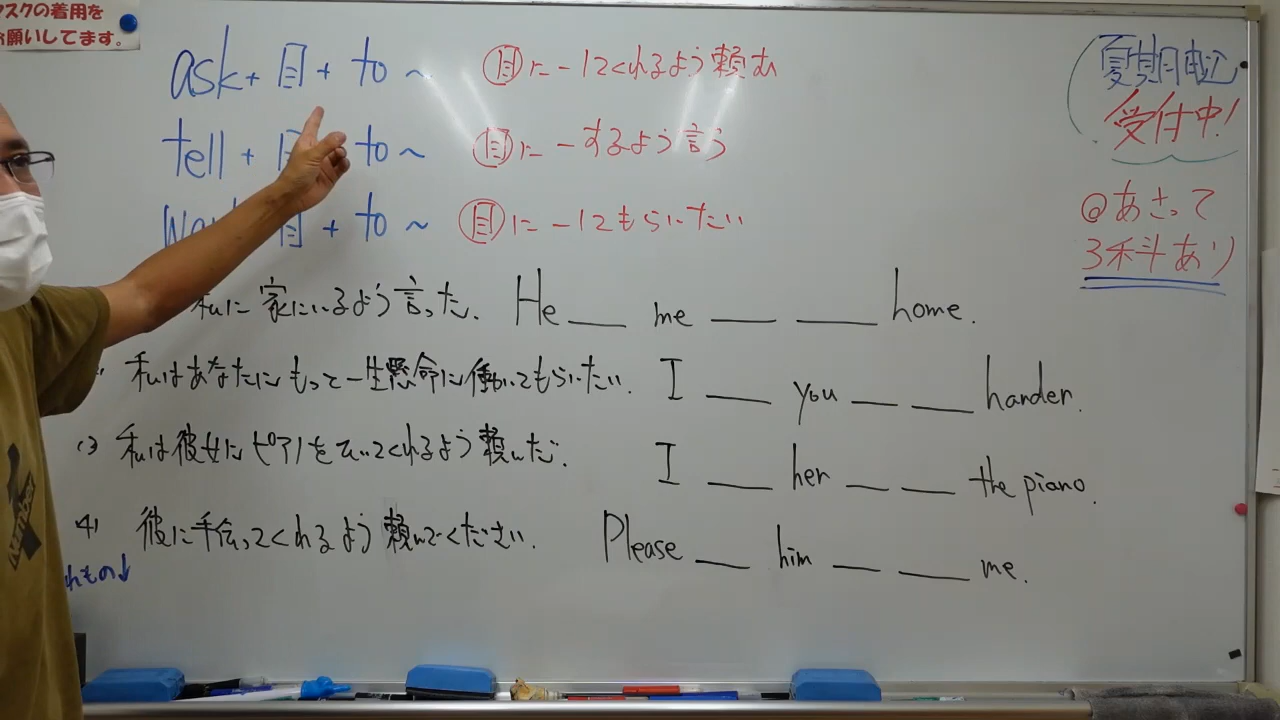 マスクの着用を
お願いしてます。
ask + 目 + to ~ 目に~してくれるよう頼む
tell + 目 + to ~ 目に~するよう言う
want 目 + to ~ 目に~してもらいたい
夏期申込
受付中!
@あさって
3科斗あり
私に家にいるよう言った. He ___ me ___ ___ home.
私はあなたにもって一生懸命に働いてもらいたい. I ___ you ___ ___ harder.
(3) 私は彼女にピアノをひいてくれるよう頼んだ. I ___ her ___ ___ the piano.
(4) 彼に手伝ってくれるよう頼んでください. Please ___ him ___ ___ me.
れもの↓